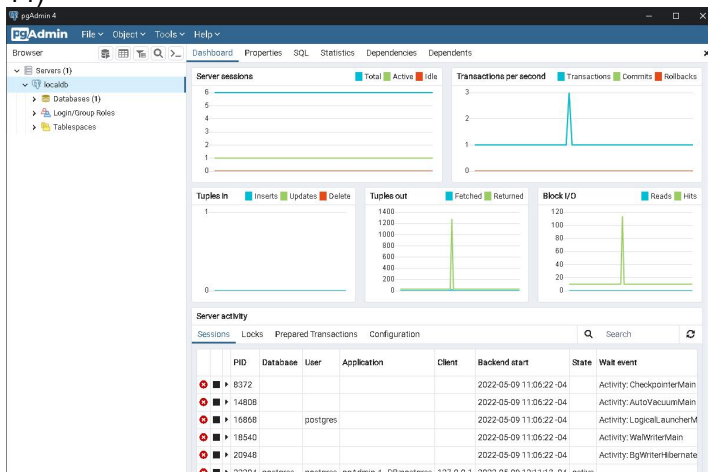 pgAdmin 4
pgAdmin File Object Tools Help
Browser
Dashboard Properties SQL Statistics Dependencies Dependents
Servers (1)
localdb
Databases (1)
Login/Group Roles
Tablespaces
Server sessions Total Active Idle
6
5
4
3
2
1
0
Transactions per second Transactions Commits Rollbacks
3
2
1
0
Tuples in Inserts Updates Delete
1
0
Tuples out Fetched Returned
1400
1200
1000
800
600
400
200
0
Block I/O Reads Hits
120
100
80
60
40
20
0
Server activity
Sessions Locks Prepared Transactions Configuration Search
PID Database User Application Client Backend start State Wait event
8372 2022-05-09 11:06:22 -04 Activity: CheckpointerMain
14808 2022-05-09 11:06:22 -04 Activity: AutoVacuumMain
16868 postgres 2022-05-09 11:06:22 -04 Activity: LogicalLauncherM
18540 2022-05-09 11:06:22 -04 Activity: WalWriterMain
20948 2022-05-09 11:06:22 -04 Activity: BgWriterHibernate